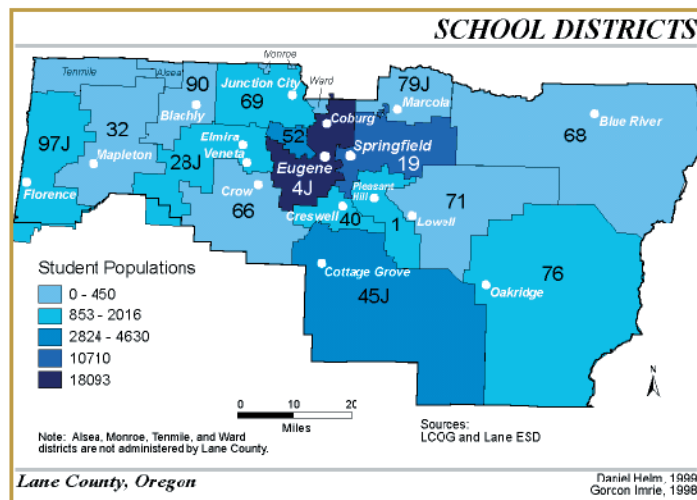 SCHOOL DISTRICTS
Monroe
Tenmile
Alsea
Ward
90
Junction City
69
79J
Marcola
Blachly
Coburg
Blue River
32
52
68
97J
Elmira
Veneta
Springfield
19
Mapleton
28J
Eugene
4J
Florence
Crow
66
Pleasant
Hill
71
Creswell
40
1
Lowell
Cottage Grove
45J
76
Oakridge
Student Populations
0 - 450
853 - 2016
2824 - 4630
10710
18093
N
0 10 20
Miles
Note: Alsea, Monroe, Tenmile, and Ward
districts are not administered by Lane County.
Sources:
LCOG and Lane ESD
Lane County, Oregon
Daniel Helm, 1999
Gorcon Imrie, 1998